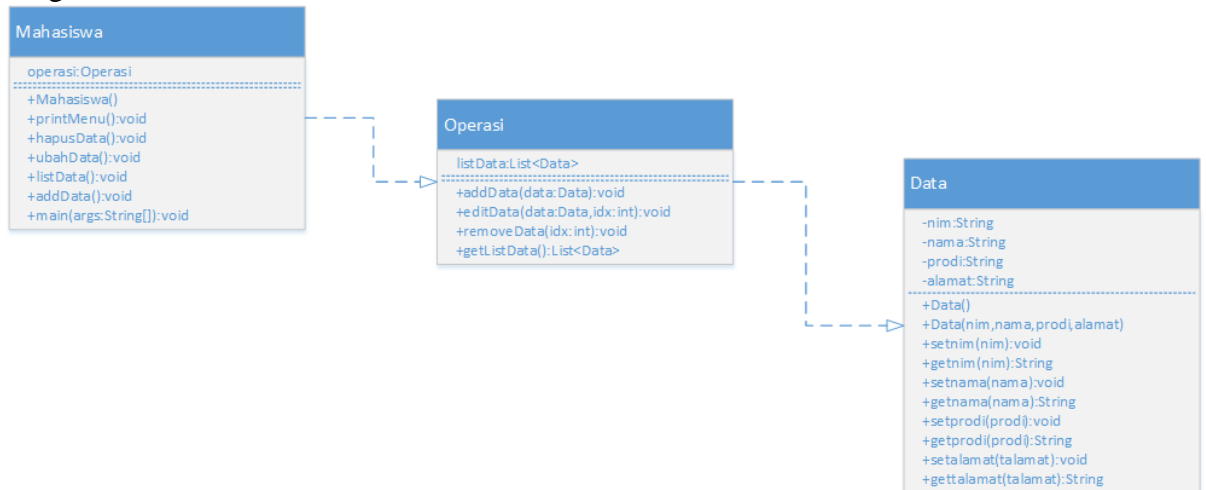 Mahasiswa
operasi:Operasi
+Mahasiswa()
+printMenu():void
+hapusData():void
+ubahData():void
+listData():void
+addData():void
+main(args:String[]):void
Operasi
listData:List<Data>
+addData(data:Data):void
+editData(data:Data,idx:int):void
+removeData(idx:int):void
+getListData():List<Data>
Data
-nim:String
-nama:String
-prodi:String
-alamat:String
+Data()
+Data(nim,nama,prodi,alamat)
+setnim(nim):void
+getnim(nim):String
+setnama(nama):void
+getnama(nama):String
+setprodi(prodi):void
+getprodi(prodi):String
+setalamat(talamat):void
+gettalamat(talamat):String